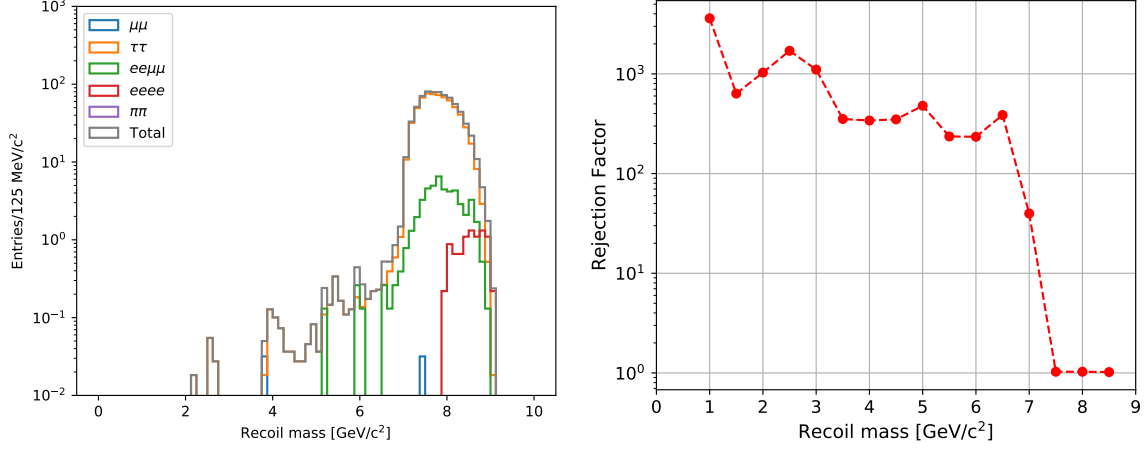 10³
10²
10¹
10⁰
10⁻¹
10⁻²
Entries/125 MeV/c²
μμ
ττ
eeμμ
eeee
ππ
Total
0 2 4 6 8 10
Recoil mass [GeV/c²]
10³
10²
10¹
10⁰
Rejection Factor
0 1 2 3 4 5 6 7 8 9
Recoil mass [GeV/c²]